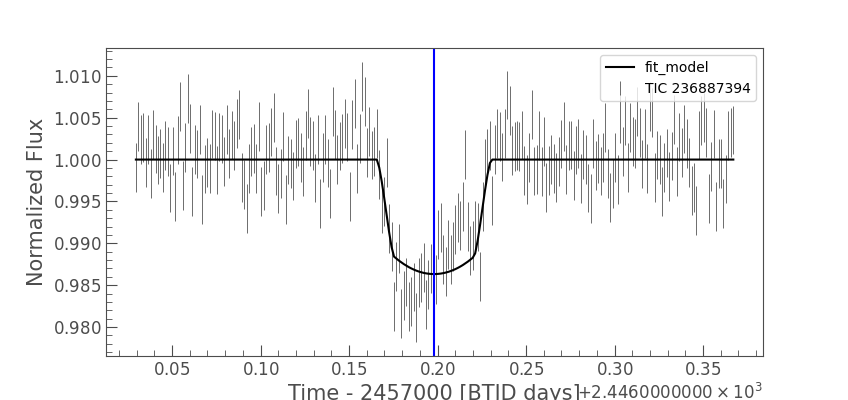 fit_model
TIC 236887394
Normalized Flux
1.010
1.005
1.000
0.995
0.990
0.985
0.980
0.05 0.10 0.15 0.20 0.25 0.30 0.35
Time - 2457000 [BTJD days]
+2.4460000000 × 10³